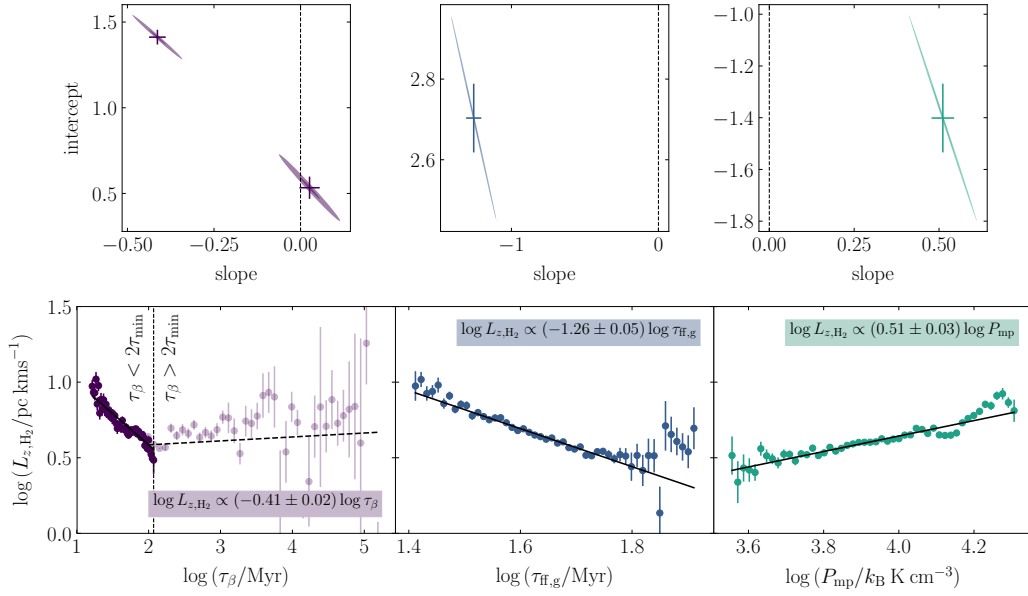 1.5
1.0
0.5
intercept
−0.50
−0.25
0.00
slope
2.8
2.6
−1
0
slope
−1.0
−1.2
−1.4
−1.6
−1.8
0.00
0.25
0.50
slope
1.5
1.0
0.5
0.0
log (L_{z,H₂}/pc kms⁻¹)
τ_β < 2τ_min
τ_β > 2τ_min
log L_{z,H₂} ∝ (−0.41 ± 0.02) log τ_β
1
2
3
4
5
log (τ_β/Myr)
log L_{z,H₂} ∝ (−1.26 ± 0.05) log τ_{ff,g}
1.4
1.6
1.8
log (τ_{ff,g}/Myr)
log L_{z,H₂} ∝ (0.51 ± 0.03) log P_mp
3.6
3.8
4.0
4.2
log (P_mp/k_B K cm⁻³)